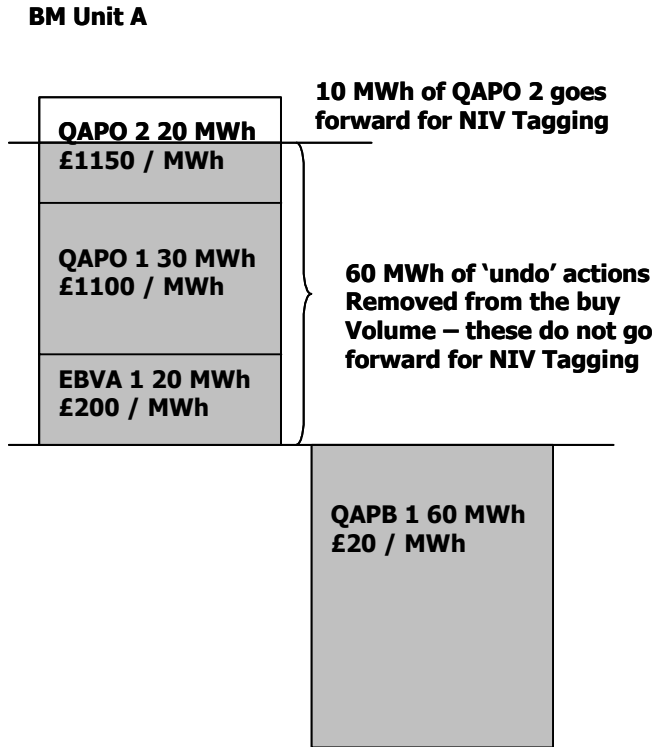 BM Unit A
10 MWh of QAPO 2 goes
forward for NIV Tagging
QAPO 2 20 MWh
£1150 / MWh
QAPO 1 30 MWh
£1100 / MWh
60 MWh of ‘undo’ actions
Removed from the buy
Volume – these do not go
forward for NIV Tagging
EBVA 1 20 MWh
£200 / MWh
QAPB 1 60 MWh
£20 / MWh